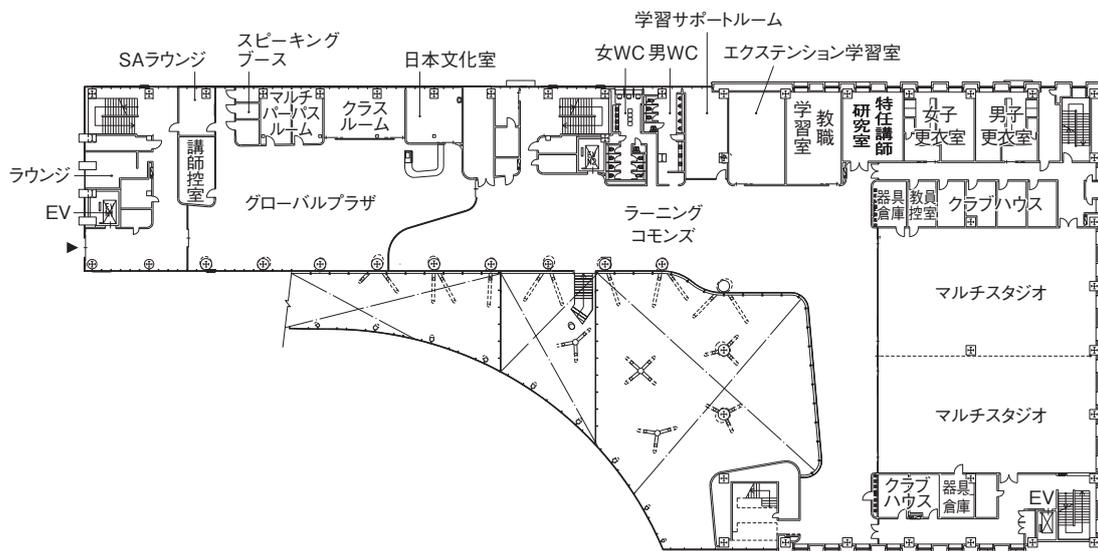 学習サポートルーム
スピーキング
ブース
SAラウンジ
日本文化室
女WC 男WC
エクステンション学習室
マルチ
パーパス
ルーム
クラス
ルーム
講師控室
教職
学習室
特任講師
研究室
女子
更衣室
男子
更衣室
ラウンジ
EV
グローバルプラザ
ラーニング
コモンズ
器具
倉庫
教員
控室
クラブハウス
マルチスタジオ
マルチスタジオ
クラブ
ハウス
器具
倉庫
EV